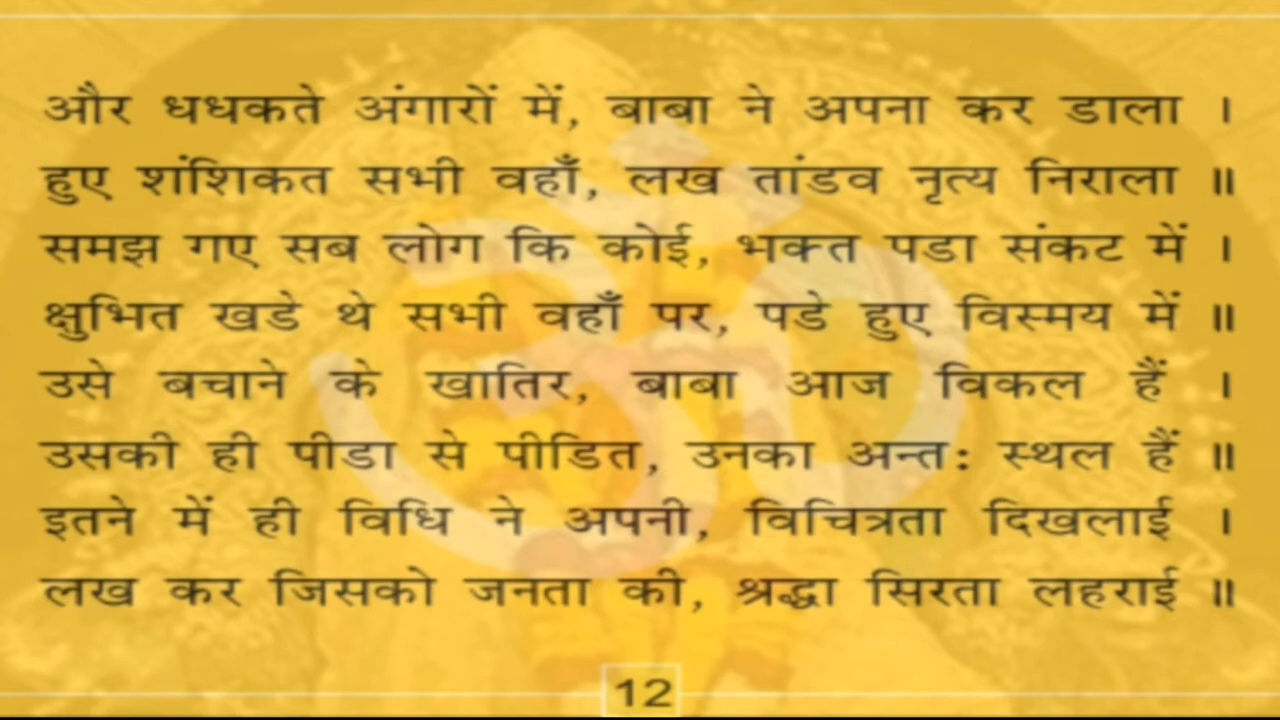 और धधकते अंगारों में, बाबा ने अपना कर डाला ।
हुए शंशिकत सभी वहाँ, लख तांडव नृत्य निराला ॥
समझ गए सब लोग कि कोई, भक्त पडा संकट में ।
क्षुभित खडे थे सभी वहाँ पर, पडे हुए विस्मय में ॥
उसे बचाने के खातिर, बाबा आज विकल हैं ।
उसकी ही पीडा से पीडित, उनका अन्त: स्थल हैं ॥
इतने में ही विधि ने अपनी, विचित्रता दिखलाई ।
लख कर जिसको जनता की, श्रद्धा सिरता लहराई ॥
12